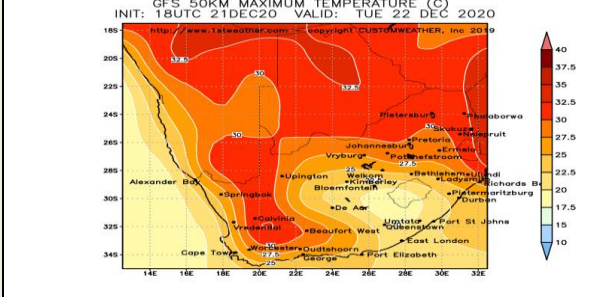 GFS 50KM MAXIMUM TEMPERATURE (C)
INIT: 18UTC 21DEC20 VALID: TUE 22 DEC 2020
http://www.1stweather.com - copyright CUSTOMWEATHER, Inc 2019
18S
20S
22S
24S
26S
28S
30S
32S
34S
14E 16E 18E 20E 22E 24E 26E 28E 30E 32E
40
37.5
35
32.5
30
27.5
25
22.5
20
17.5
15
10
32.5
30
32.5
Pietersburg
Phalaborwa
30
Skukuza
Nelspruit
30
Pretoria
Johannesburg
Ermelo
Vryburg
Potchefstroom
27.5
25
Welkom
Bethlehem
Ulundi
Upington
Kimberley
Ladysmith
Alexander Bay
Bloemfontein
Richards Ba
Springbok
Pietermaritzburg
Durban
De Aar
Calvinia
Umtata
Port St Johns
Vredendal
Beaufort West
Queenstown
East London
30
Worcester
Oudtshoorn
Cape Town
27.5
George
Port Elizabeth
25